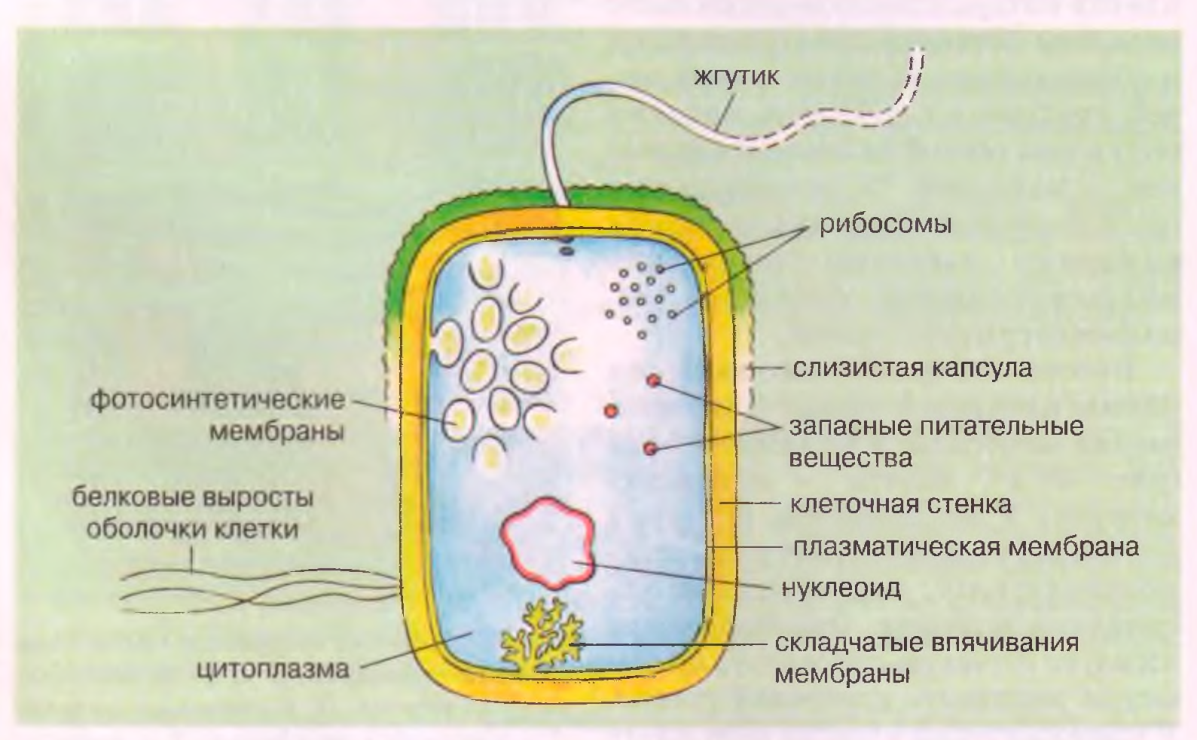 жгутик
рибосомы
слизистая капсула
фотосинтетические
мембраны
запасные питательные
вещества
белковые выросты
оболочки клетки
клеточная стенка
плазматическая мембрана
нуклеоид
складчатые впячивания
мембраны
цитоплазма